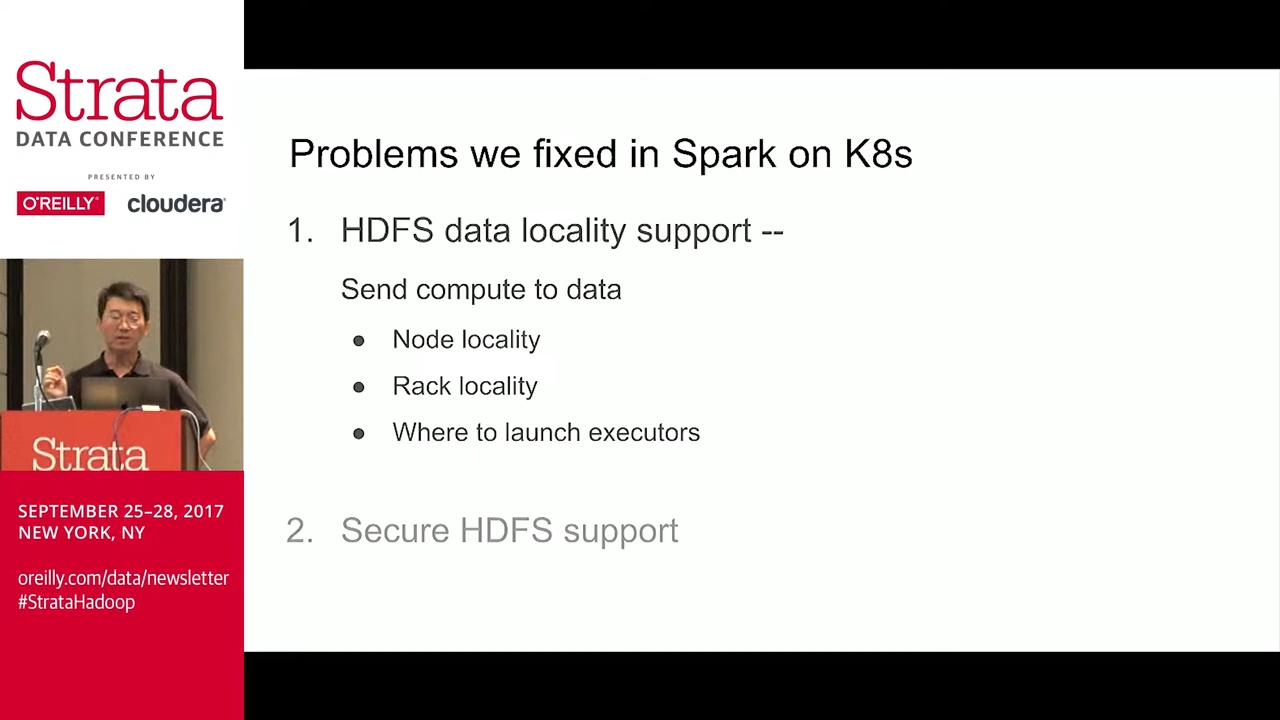 Strata
DATA CONFERENCE
PRESENTED BY
O'REILLY®
cloudera
Strata
SEPTEMBER 25–28, 2017
NEW YORK, NY
oreilly.com/data/newsletter
#StrataHadoop
Problems we fixed in Spark on K8s
1. HDFS data locality support --
Send compute to data
● Node locality
● Rack locality
● Where to launch executors
2. Secure HDFS support